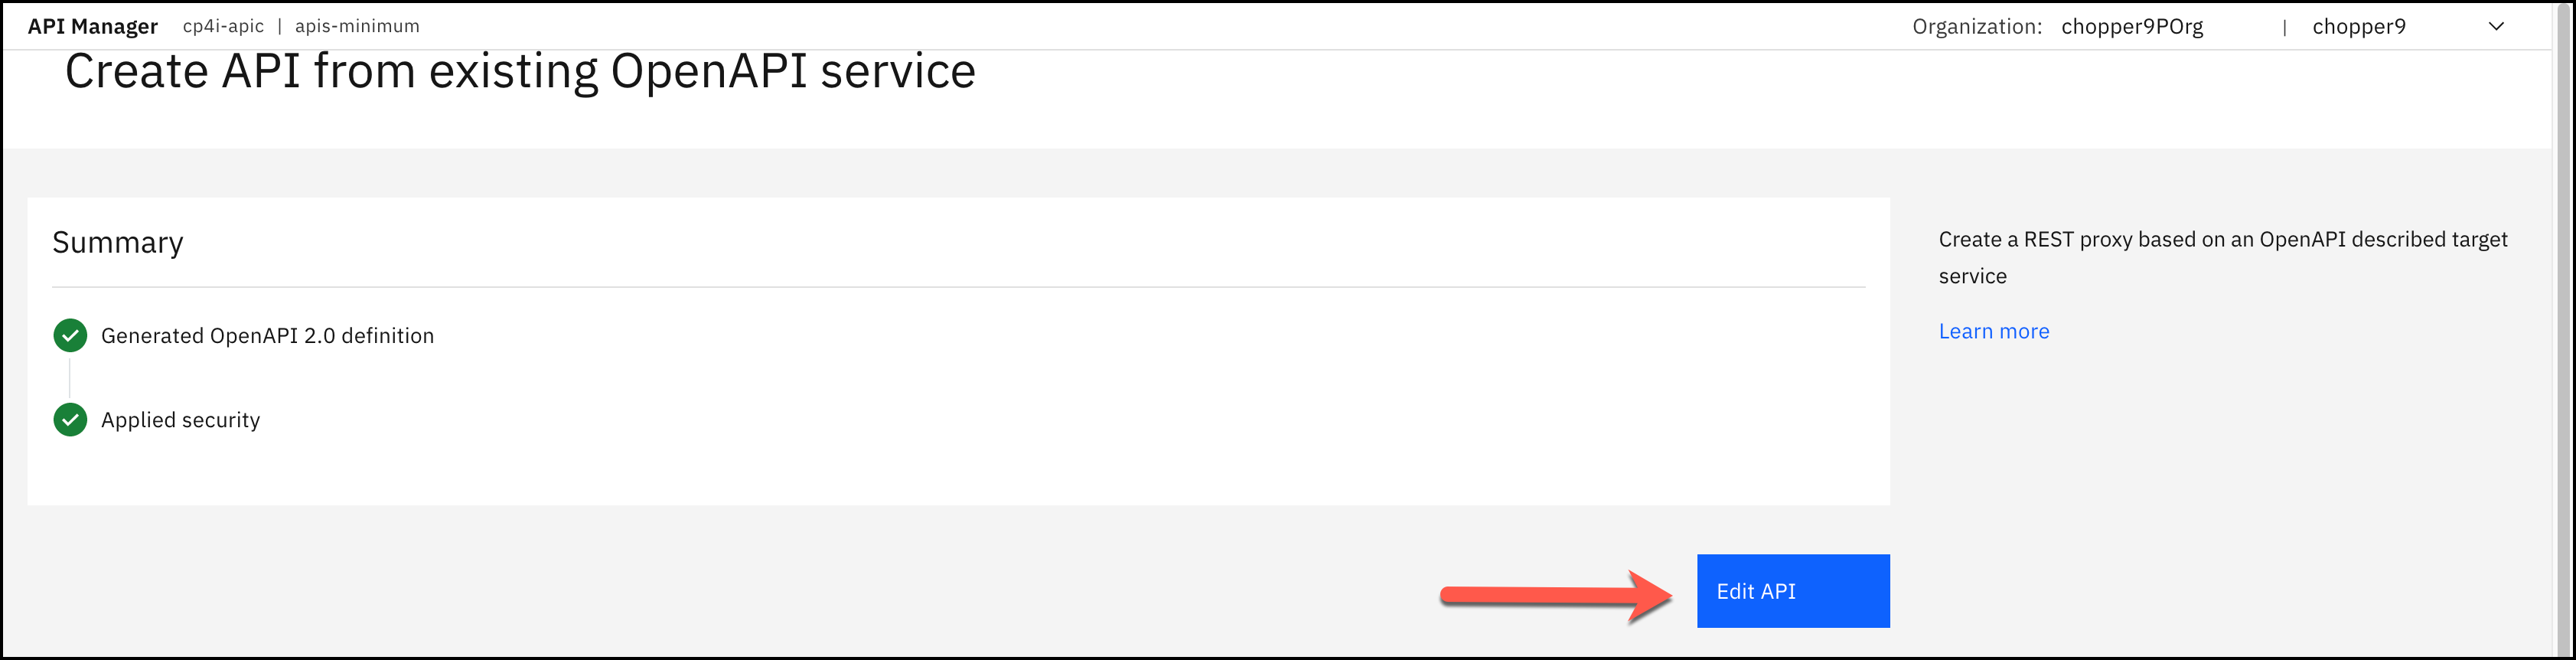 API Manager cp4i-apic | apis-minimum Organization: chopper9POrg | chopper9
Create API from existing OpenAPI service
Summary
Generated OpenAPI 2.0 definition
Applied security
Create a REST proxy based on an OpenAPI described target
service
Learn more
Edit API